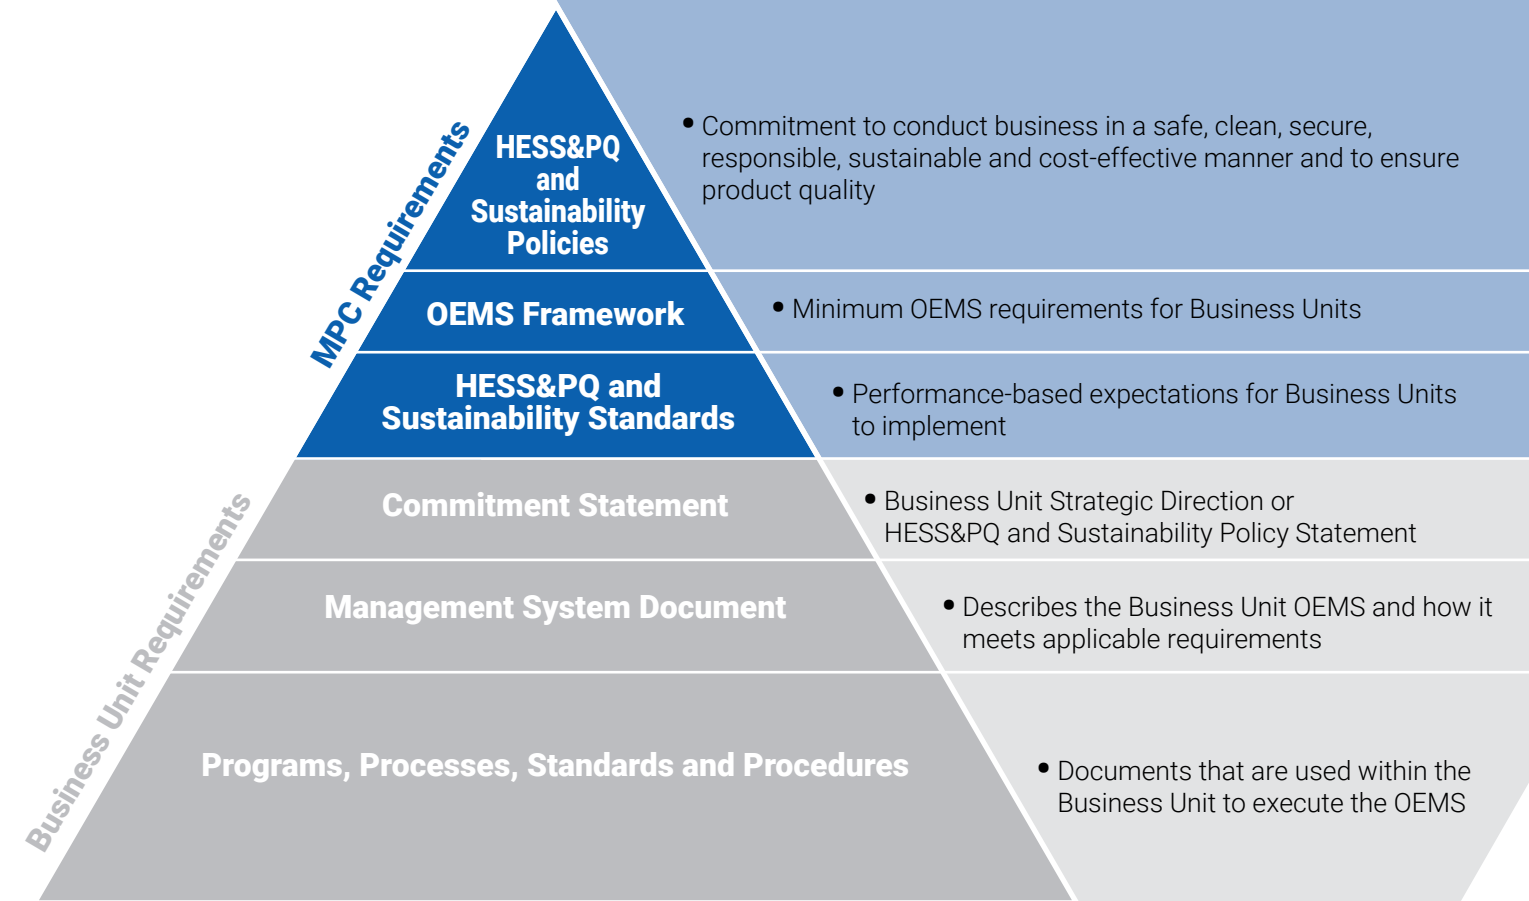 MPC Requirements
HESS&PQ
and
Sustainability
Policies
• Commitment to conduct business in a safe, clean, secure,
responsible, sustainable and cost-effective manner and to ensure
product quality
OEMS Framework
• Minimum OEMS requirements for Business Units
HESS&PQ and
Sustainability Standards
• Performance-based expectations for Business Units
to implement
Business Unit Requirements
Commitment Statement
• Business Unit Strategic Direction or
HESS&PQ and Sustainability Policy Statement
Management System Document
• Describes the Business Unit OEMS and how it
meets applicable requirements
Programs, Processes, Standards and Procedures
• Documents that are used within the
Business Unit to execute the OEMS